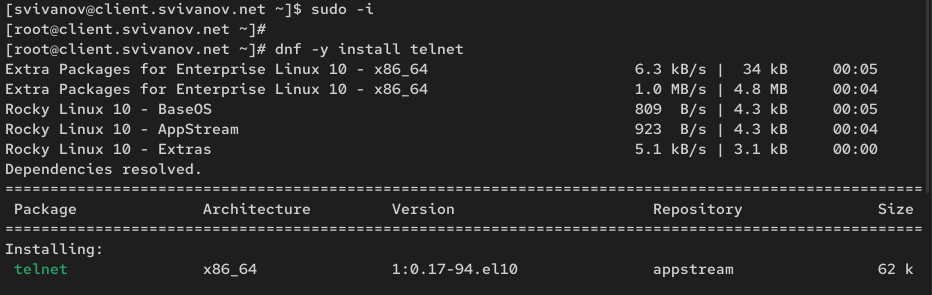 [svivanov@client.svivanov.net ~]$ sudo -i
[root@client.svivanov.net ~]#
[root@client.svivanov.net ~]# dnf -y install telnet
Extra Packages for Enterprise Linux 10 - x86_64                       6.3 kB/s |  34 kB     00:05
Extra Packages for Enterprise Linux 10 - x86_64                       1.0 MB/s | 4.8 MB     00:04
Rocky Linux 10 - BaseOS                                               809  B/s | 4.3 kB     00:05
Rocky Linux 10 - AppStream                                            923  B/s | 4.3 kB     00:04
Rocky Linux 10 - Extras                                               5.1 kB/s | 3.1 kB     00:00
Dependencies resolved.
======================================================================================================
 Package              Architecture         Version                      Repository               Size
======================================================================================================
Installing:
 telnet               x86_64               1:0.17-94.el10               appstream                62 k